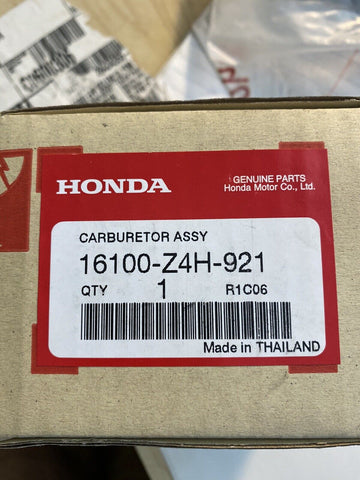 HONDA
GENUINE PARTS
Honda Motor Co., Ltd.
CARBURETOR ASSY
16100-Z4H-921
QTY 1 R1C06
Made in THAILAND